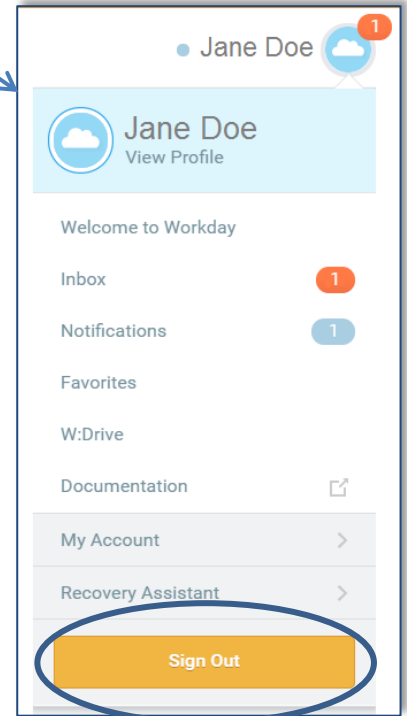 1
Jane Doe
Jane Doe
View Profile
Welcome to Workday
Inbox 1
Notifications 1
Favorites
W:Drive
Documentation
My Account
Recovery Assistant
Sign Out